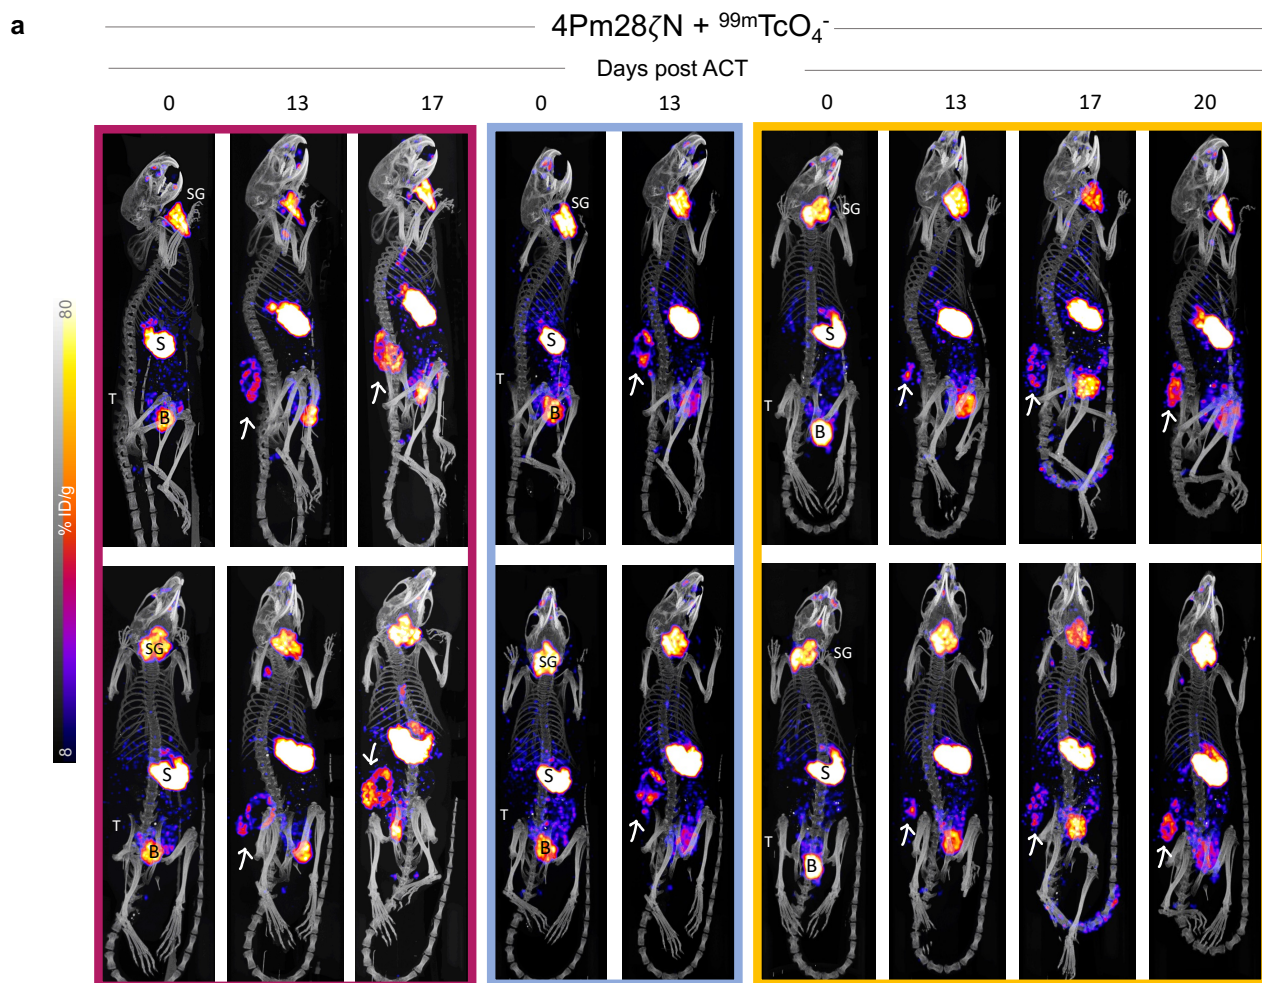 a
4Pm28ζN + ⁹⁹ᵐTcO₄⁻
Days post ACT
0 13 17 0 13 0 13 17 20
SG SG SG
80
% ID/g
8
S S S
T T T
B B B
SG SG SG
S S S
T T T
B B B